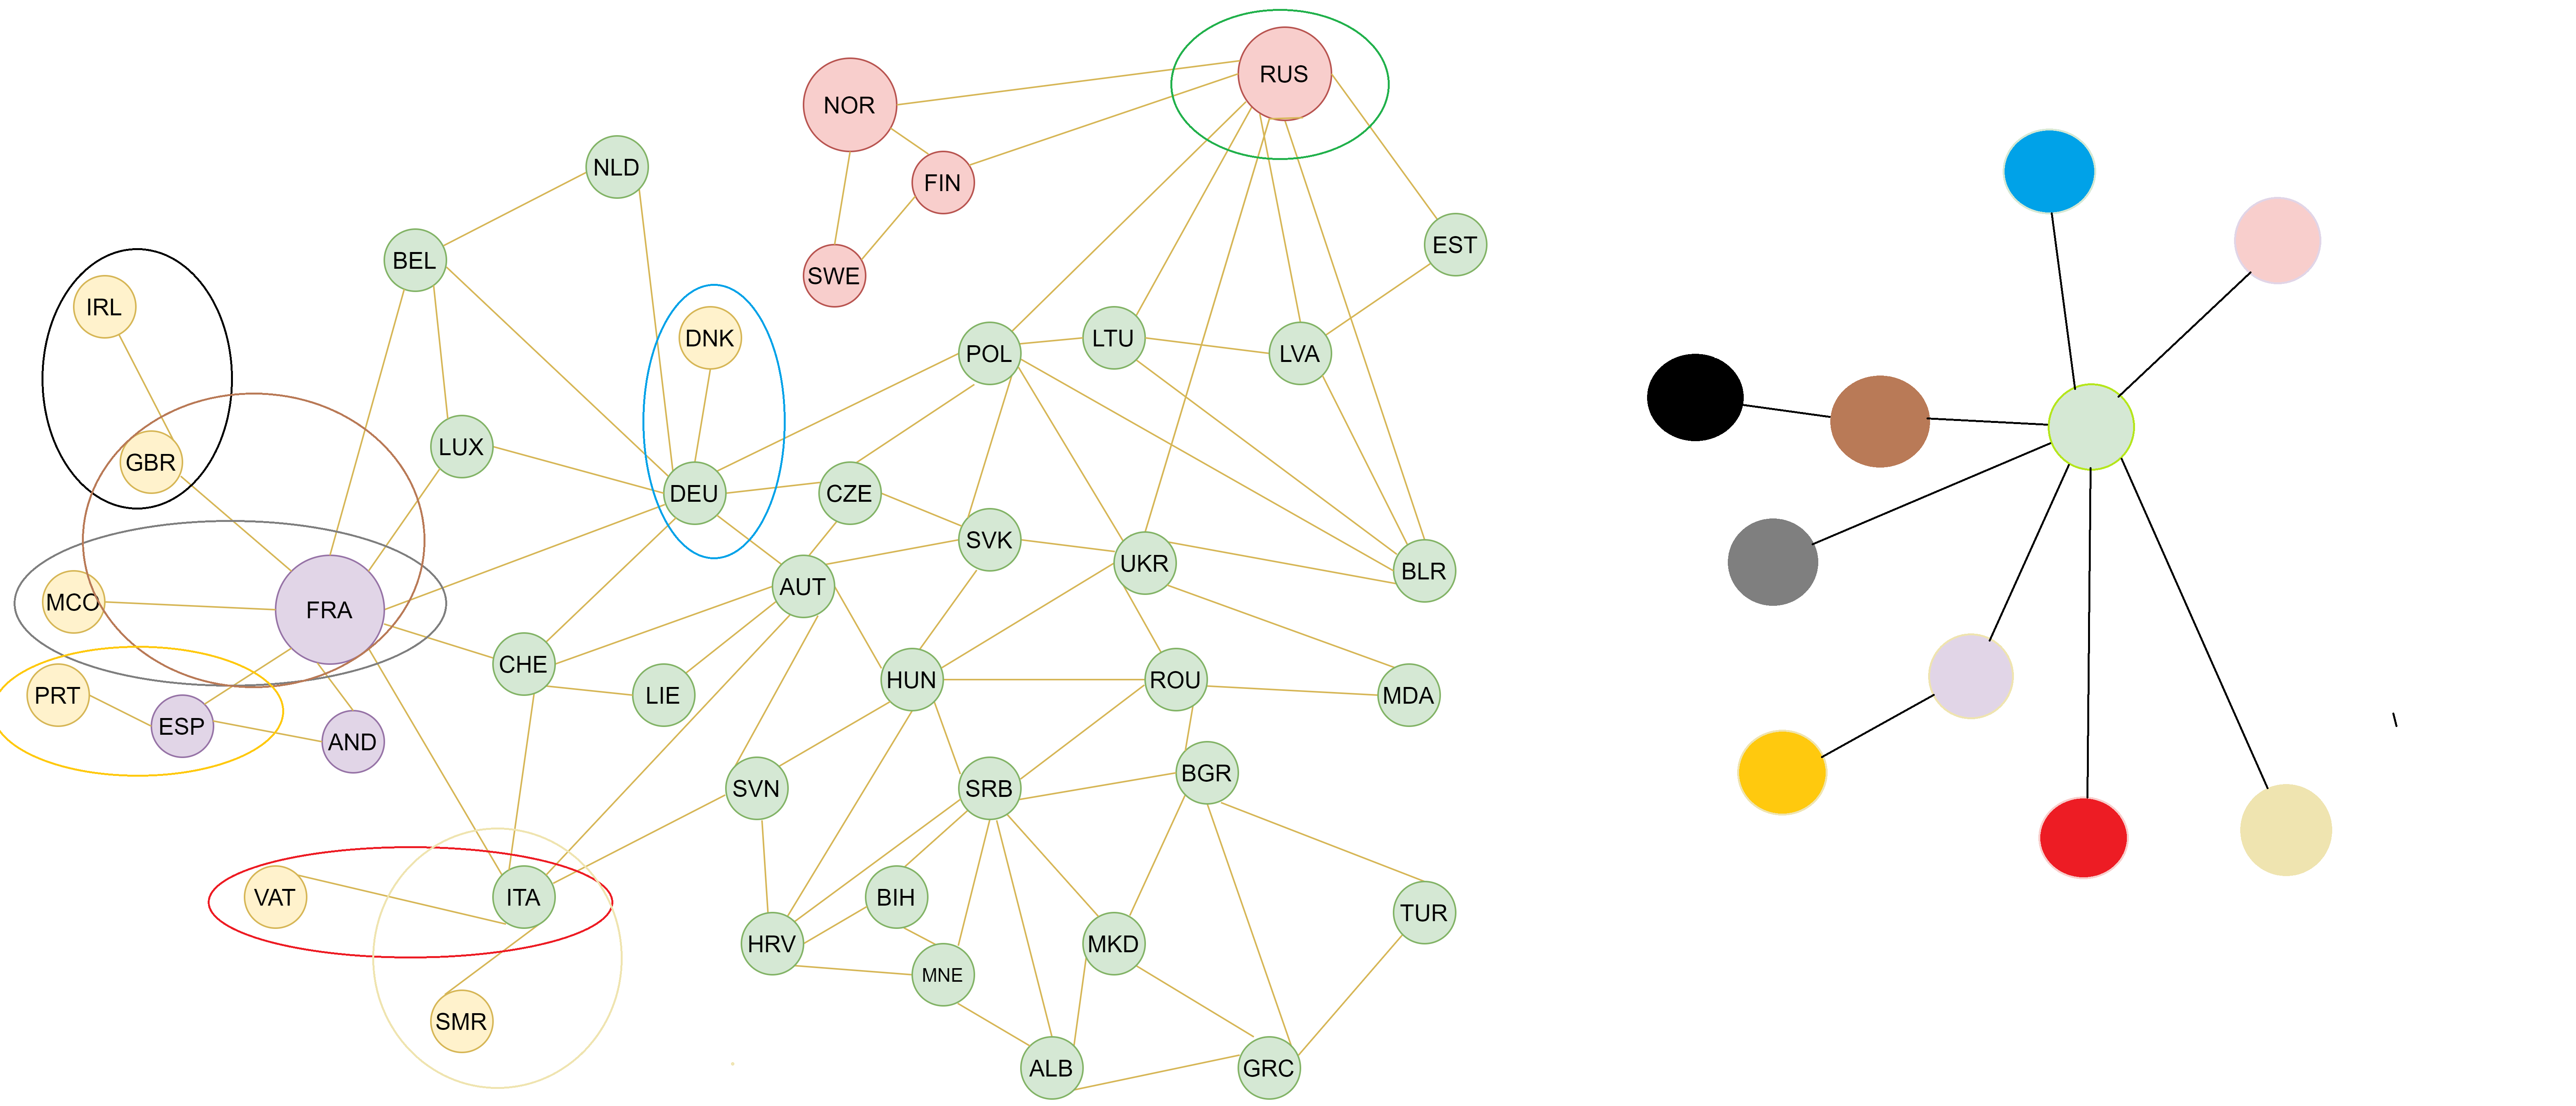 RUS
NOR
NLD
FIN
EST
BEL
SWE
IRL
DNK
LTU
POL
LVA
LUX
GBR
DEU
CZE
SVK
UKR
BLR
AUT
MCO
FRA
CHE
HUN
ROU
PRT
LIE
MDA
ESP
AND
BGR
SVN
SRB
VAT
ITA
BIH
TUR
HRV
MKD
MNE
SMR
ALB
GRC